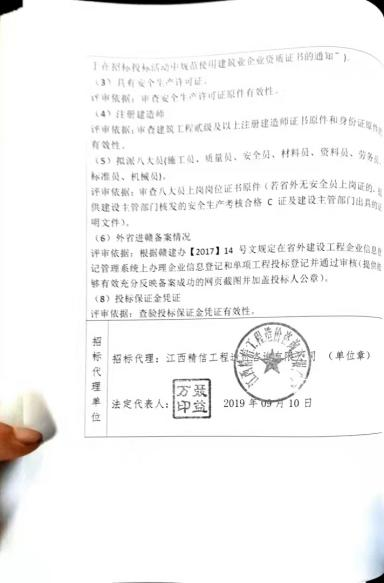 在招标投标活动中规范使用建筑业企业资质证书的通知").
（3）具有安全生产许可证。
评审依据：审查安全生产许可证原件有效性。
（4）注册建造师
评审依据：审查建筑工程贰级及以上注册建造师证书原件和身份证原件
有效性。
（5）拟派八大员(施工员、质量员、安全员、材料员、资料员、劳务员、
标准员、机械员)。
评审依据：审查八大员上岗岗位证书原件（若省外无安全员上岗证的、提
供建设主管部门核发的安全生产考核合格 C 证及建设主管部门出具的证
明文件）。
（6）外省进赣备案情况
评审依据：根据赣建办【2017】14 号文规定在省外建设工程企业信息登
记管理系统上办理企业信息登记和单项工程投标登记并通过审核（提供能
够有效充分反映备案成功的网页截图并加盖投标人公章）。
（8）投标保证金凭证
评审依据：查验投标保证金凭证有效性。
招标代理单位
招标代理：江西精信工程造价咨询有限公司 （单位章）
法定代表人：
万聂印益
2019 年 09 月 10 日